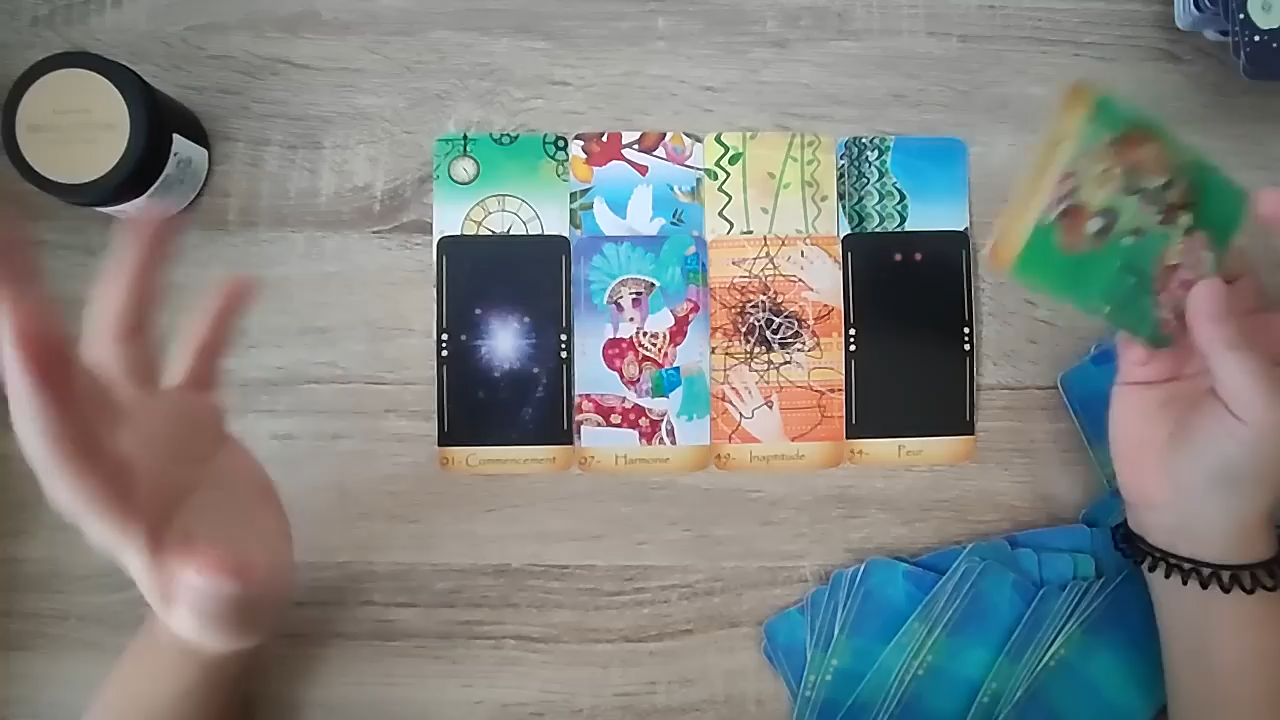 01- Commencement
07- Harmonie
49- Inaptitude
54- Peur